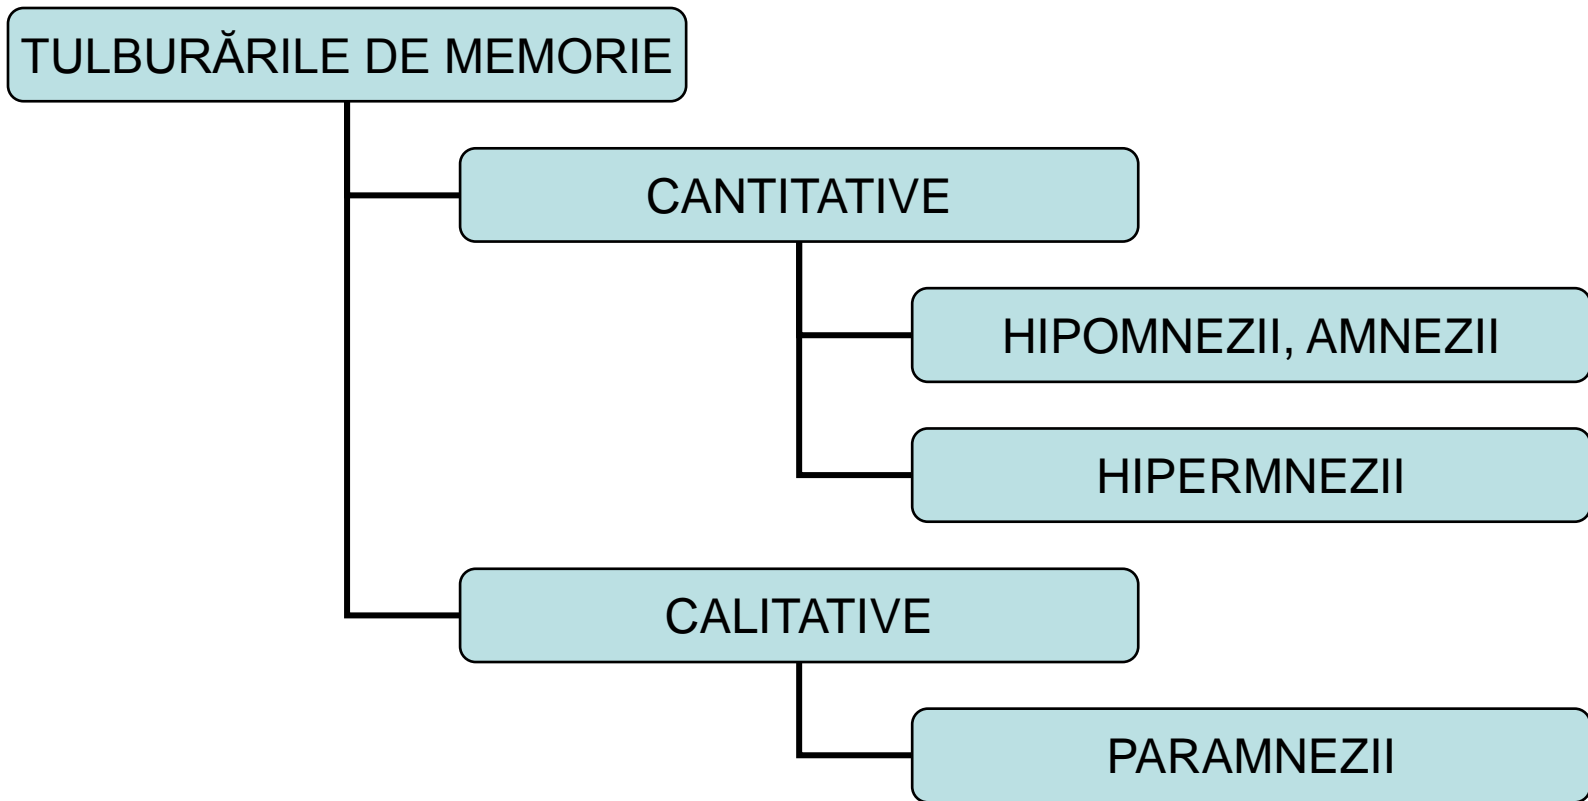 TULBURĂRILE DE MEMORIE
CANTITATIVE
HIPOMNEZII, AMNEZII
HIPERMNEZII
CALITATIVE
PARAMNEZII